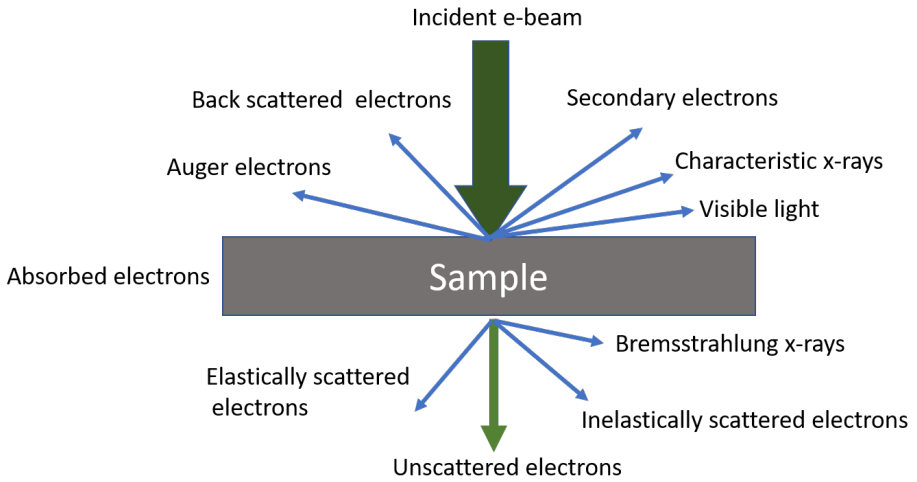 Incident e-beam
Back scattered electrons
Secondary electrons
Auger electrons
Characteristic x-rays
Visible light
Absorbed electrons
Sample
Bremsstrahlung x-rays
Elastically scattered
electrons
Inelastically scattered electrons
Unscattered electrons